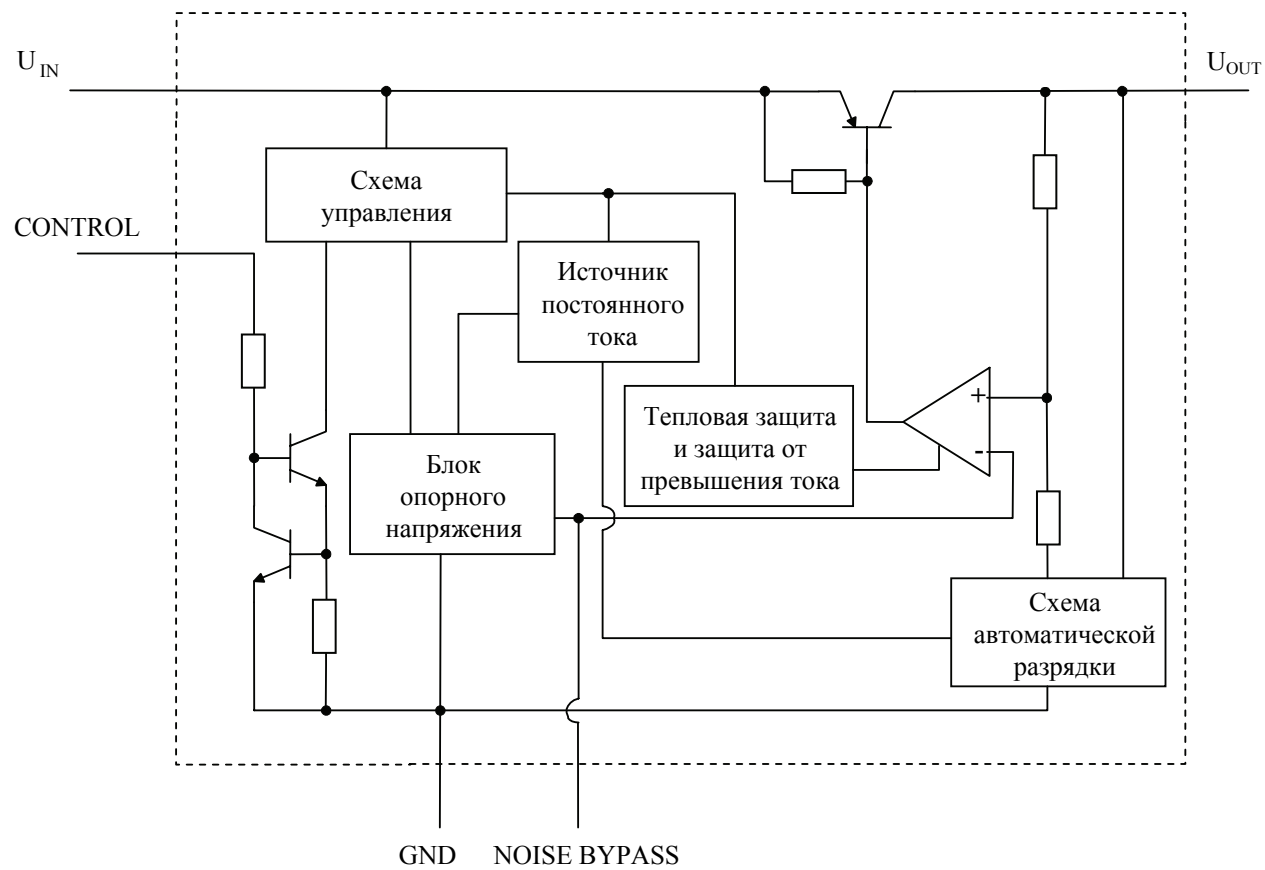 U IN
U OUT
Схема
управления
CONTROL
Источник
постоянного
тока
Тепловая защита
и защита от
превышения тока
+
-
Блок
опорного
напряжения
Схема
автоматической
разрядки
GND
NOISE BYPASS